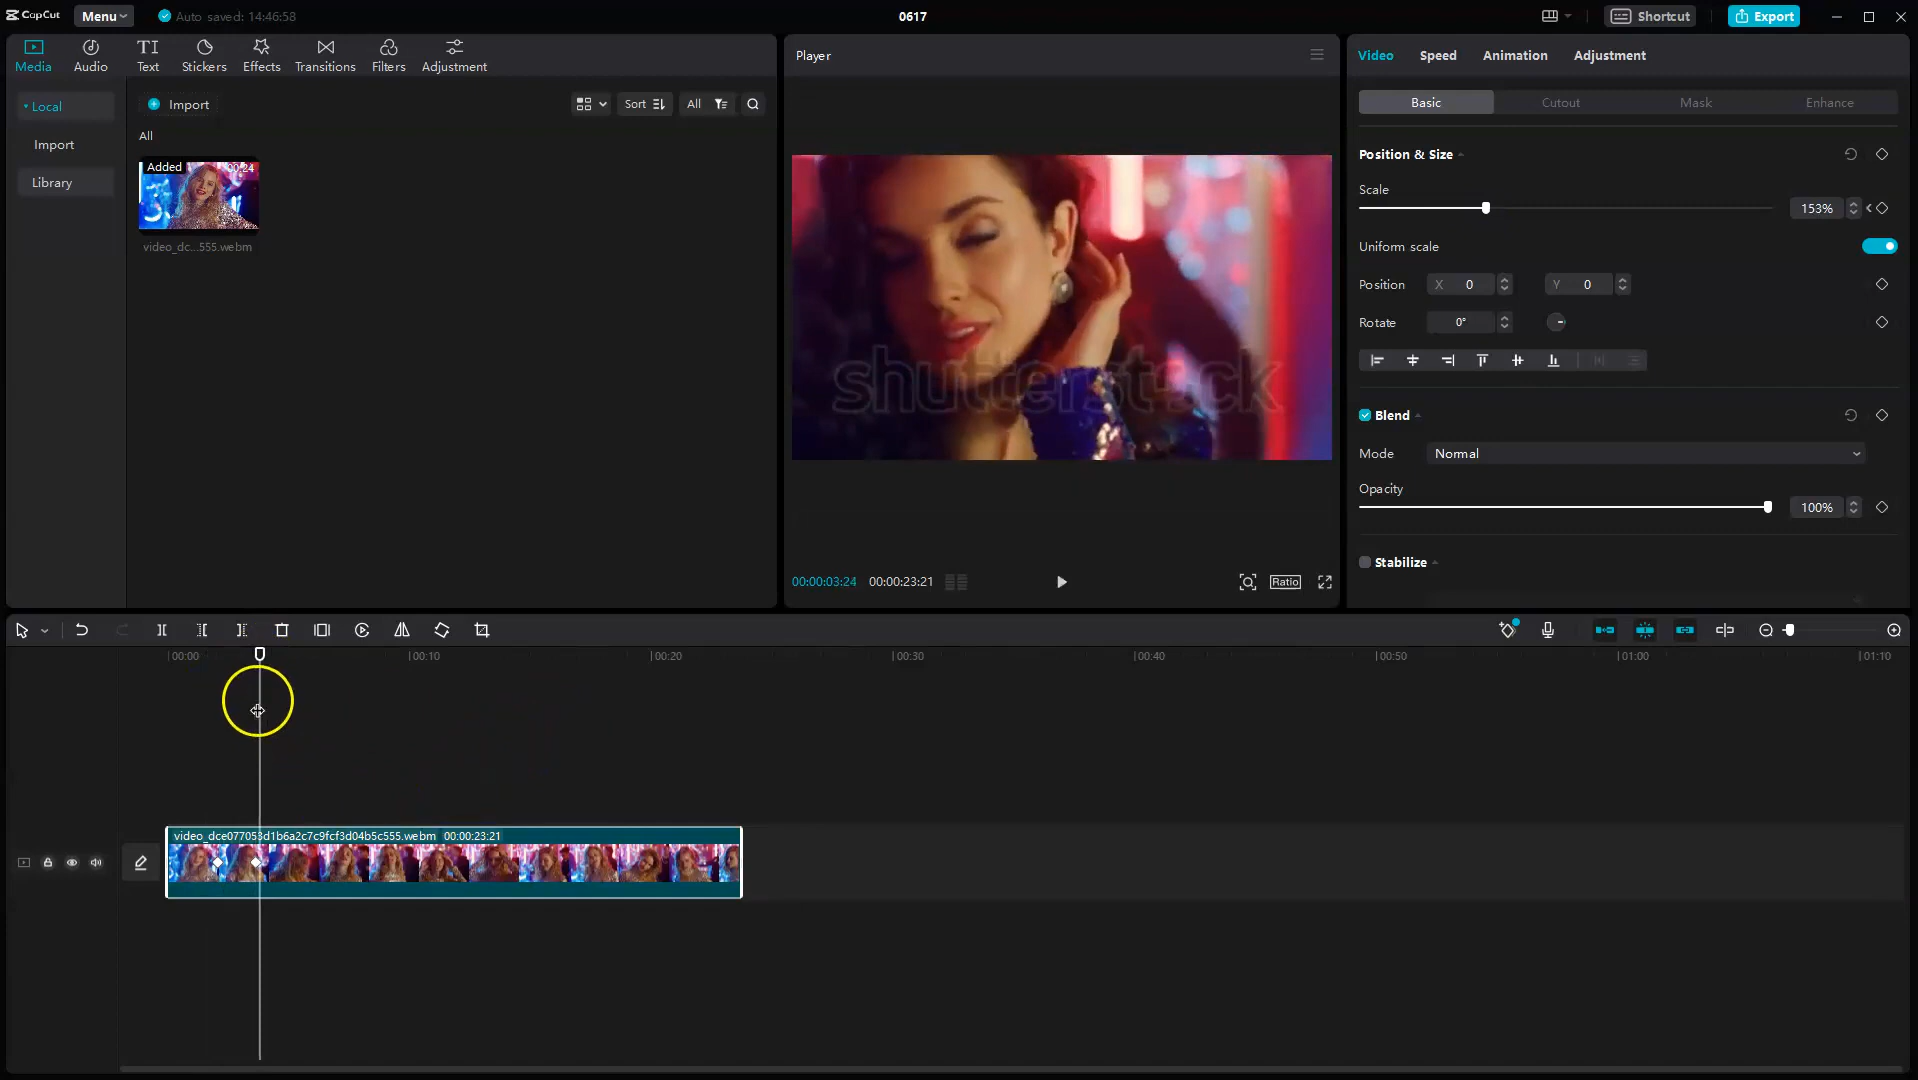 CapCut
Menu
Auto saved: 14:46:58
0617
Shortcut
Export
Media
Audio
Text
Stickers
Effects
Transitions
Filters
Adjustment
Local
Import
Library
Import
Sort
All
All
Added
00:24
video_dc...555.webm
Player
shutterstock
00:00:03:24
00:00:23:21
Ratio
Video
Speed
Animation
Adjustment
Basic
Cutout
Mask
Enhance
Position & Size
Scale
153%
Uniform scale
Position
X 0
Y 0
Rotate
0°
Blend
Mode
Normal
Opacity
100%
Stabilize
00:00
00:10
00:20
00:30
00:40
00:50
01:00
01:10
video_dce077053d1b6a2c7c9fcf3d04b5c555.webm 00:00:23:21